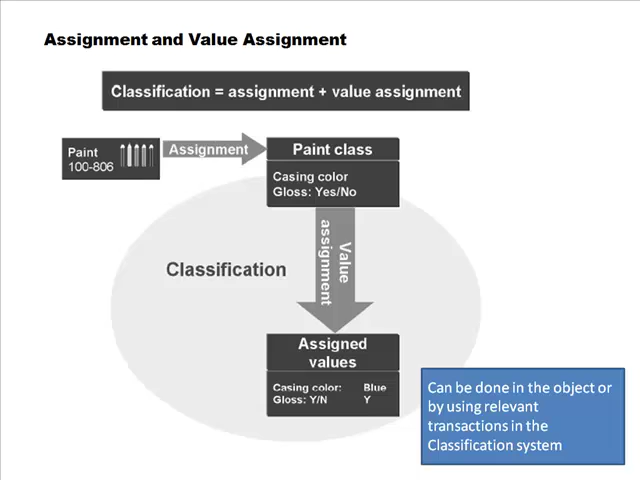 Assignment and Value Assignment
Classification = assignment + value assignment
Paint
100-806
Assignment
Paint class
Casing color
Gloss: Yes/No
Value
assignment
Classification
Assigned
values
Casing color: Blue
Gloss: Y/N Y
Can be done in the object or
by using relevant
transactions in the
Classification system